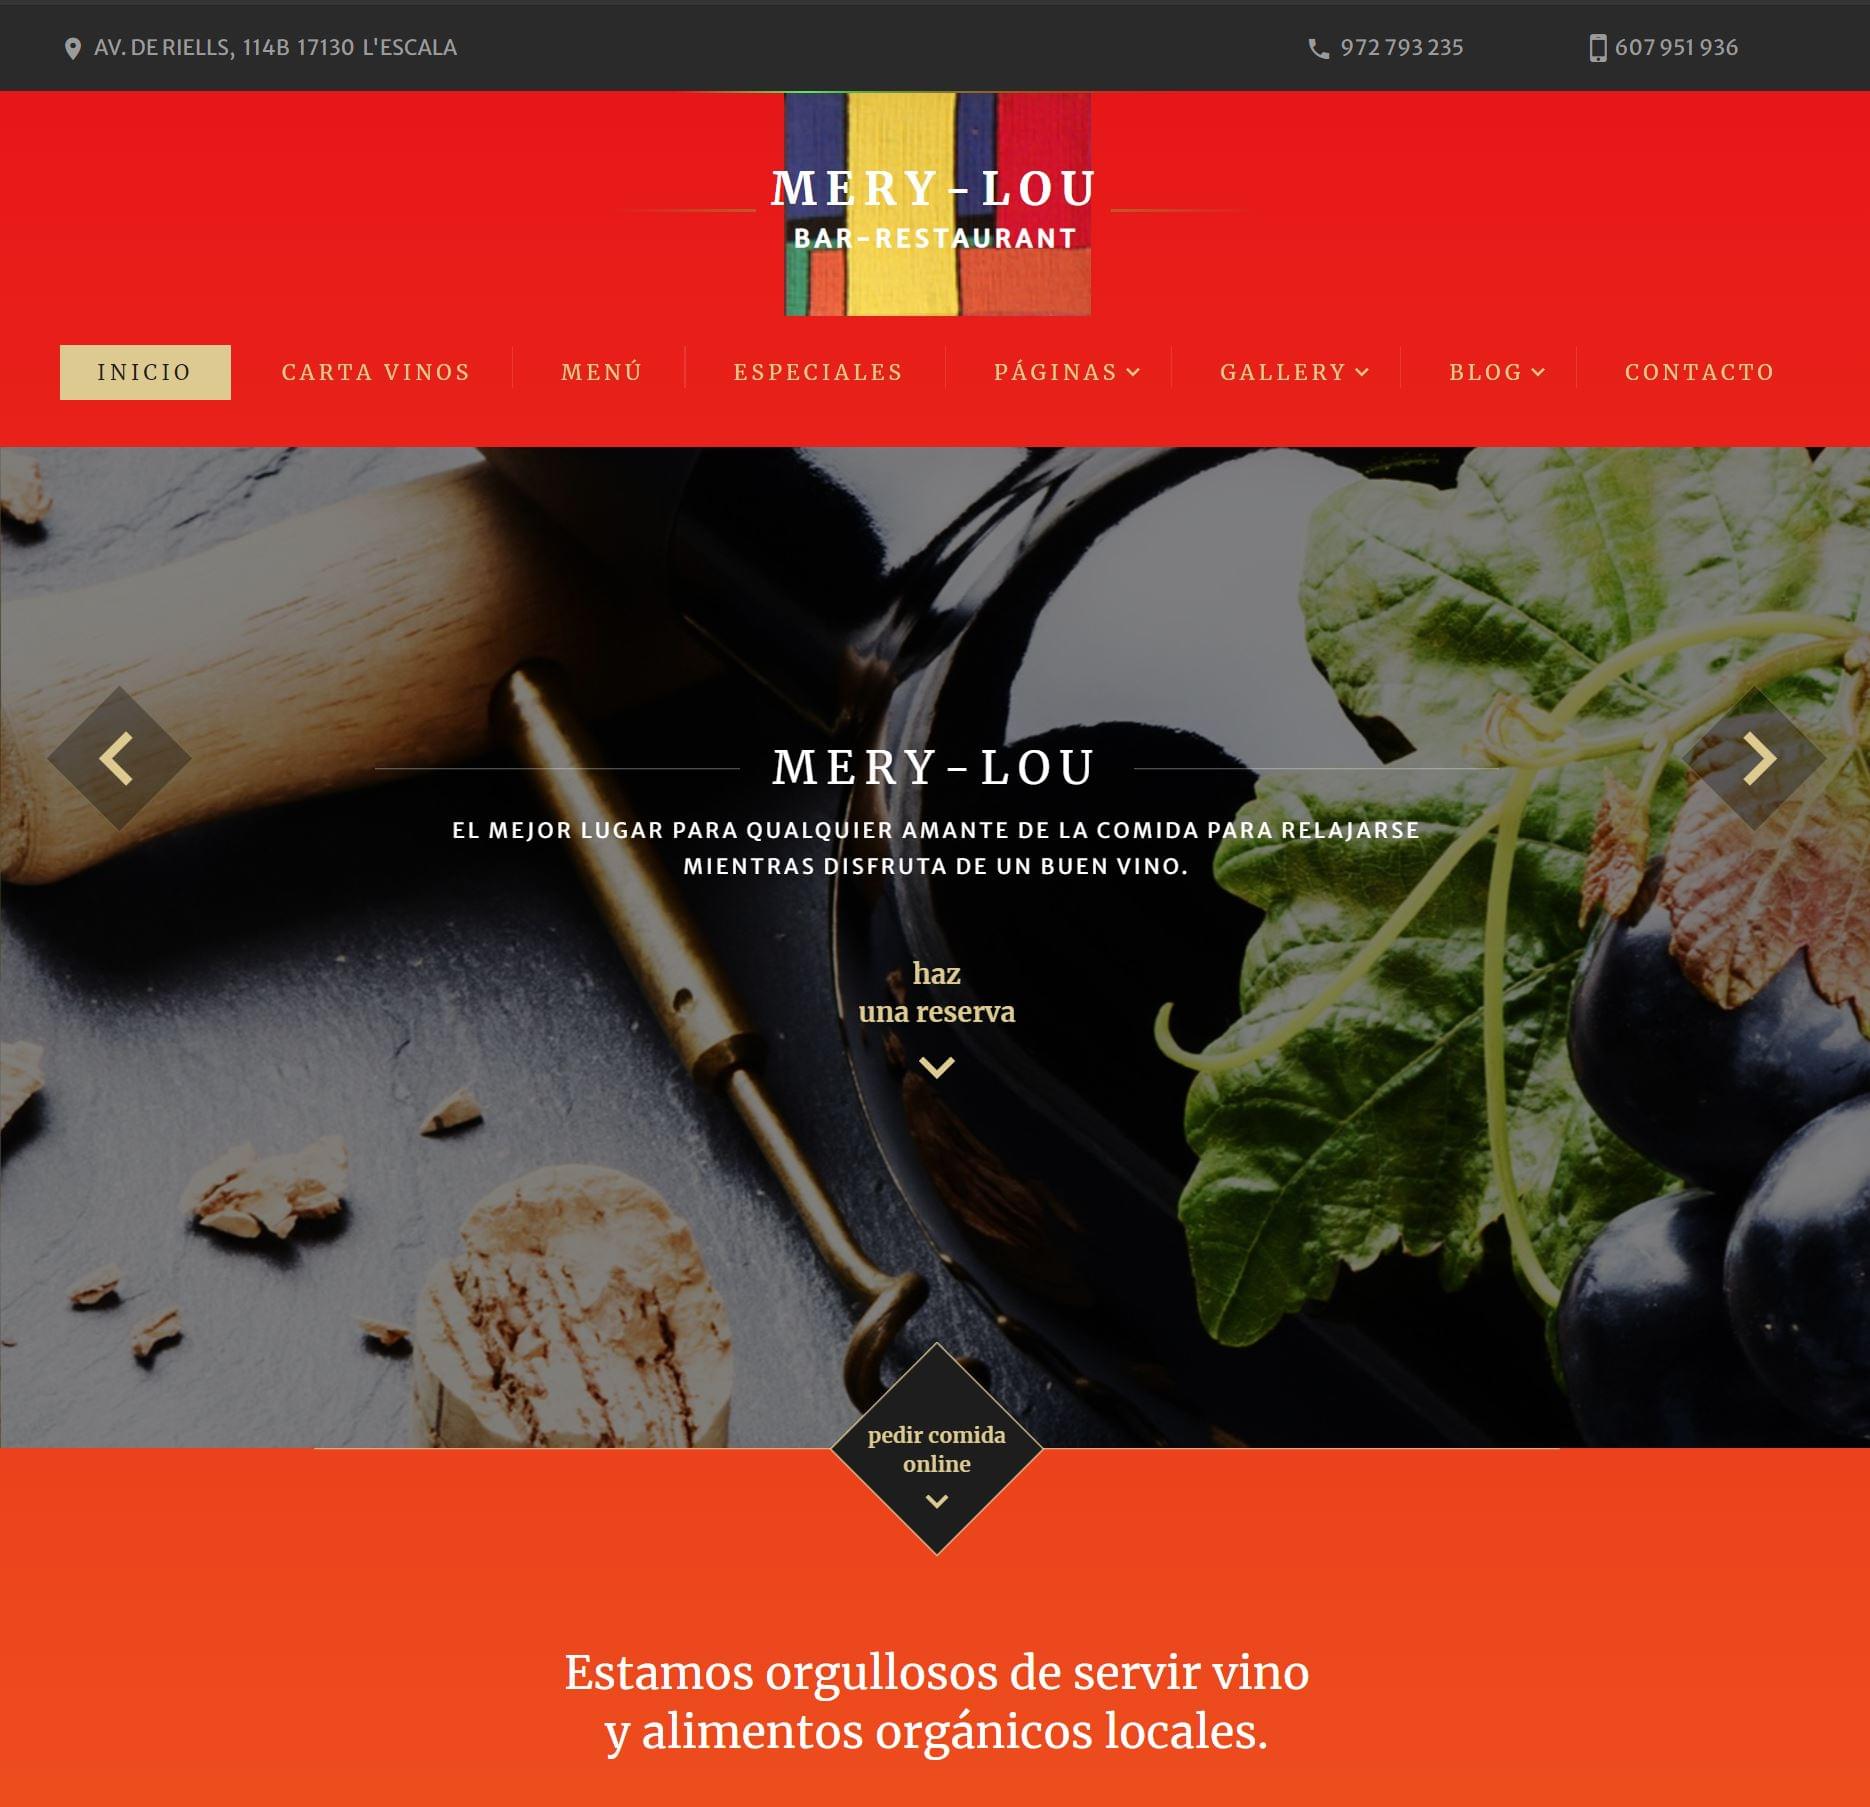 AV. DE RIELLS, 114B 17130 L'ESCALA
972 793 235
607 951 936
MERY-LOU
BAR-RESTAURANT
INICIO
CARTA VINOS
MENÚ
ESPECIALES
PÁGINAS
GALLERY
BLOG
CONTACTO
MERY-LOU
EL MEJOR LUGAR PARA QUALQUIER AMANTE DE LA COMIDA PARA RELAJARSE
MIENTRAS DISFRUTA DE UN BUEN VINO.
haz
una reserva
pedir comida
online
Estamos orgullosos de servir vino
y alimentos orgánicos locales.